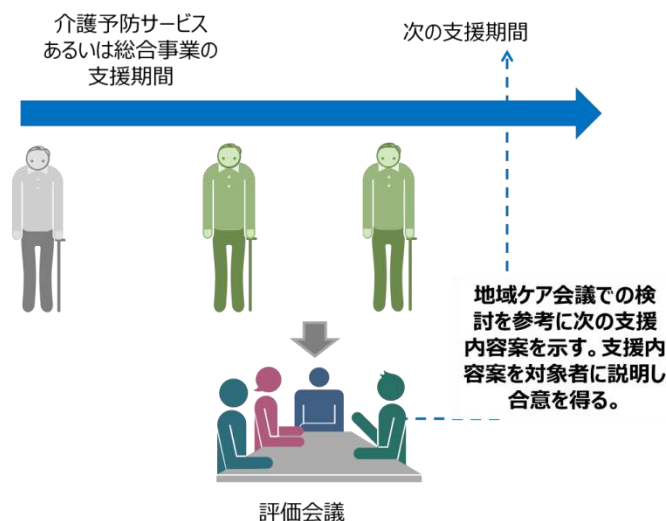 介護予防サービス
あるいは総合事業の
支援期間
次の支援期間
地域ケア会議での検
討を参考に次の支援
内容案を示す。支援内
容案を対象者に説明し
合意を得る。
評価会議